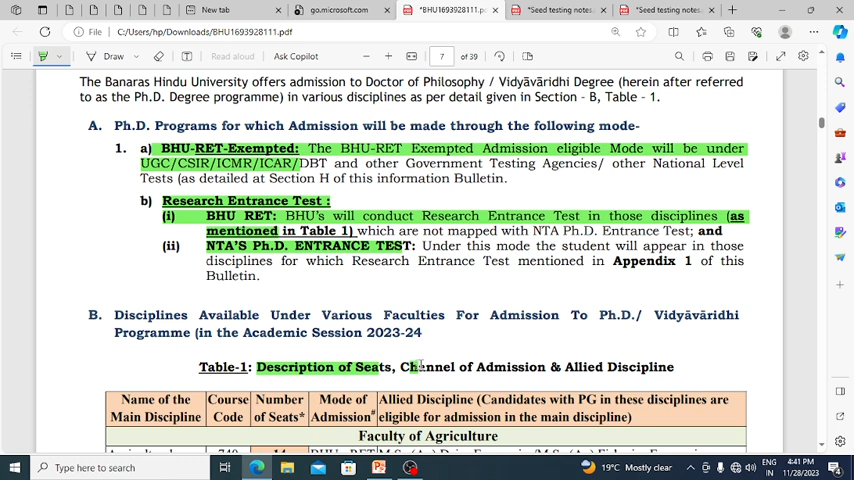 New tab
go.microsoft.com
*BHU1693928111.pd
*Seed testing notes.
*Seed testing notes.
File
C:/Users/hp/Downloads/BHU1693928111.pdf
Draw
Read aloud
Ask Copilot
7
of 39
The Banaras Hindu University offers admission to Doctor of Philosophy / Vidyāvāridhi Degree (herein after referred
to as the Ph.D. Degree programme) in various disciplines as per detail given in Section – B, Table - 1.
A. Ph.D. Programs for which Admission will be made through the following mode-
1. a) BHU-RET-Exempted: The BHU-RET Exempted Admission eligible Mode will be under
UGC/CSIR/ICMR/ICAR/DBT and other Government Testing Agencies/ other National Level
Tests (as detailed at Section H of this information Bulletin.
b) Research Entrance Test :
(i) BHU RET: BHU's will conduct Research Entrance Test in those disciplines (as
mentioned in Table 1) which are not mapped with NTA Ph.D. Entrance Test; and
(ii) NTA'S Ph.D. ENTRANCE TEST: Under this mode the student will appear in those
disciplines for which Research Entrance Test mentioned in Appendix 1 of this
Bulletin.
B. Disciplines Available Under Various Faculties For Admission To Ph.D./ Vidyāvāridhi
Programme (in the Academic Session 2023-24
Table-1: Description of Seats, Channel of Admission & Allied Discipline
Name of the Main Discipline
Course Code
Number of Seats*
Mode of Admission#
Allied Discipline (Candidates with PG in these disciplines are eligible for admission in the main discipline)
Faculty of Agriculture
Type here to search
19°C Mostly clear
ENG
IN
4:41 PM
11/28/2023
4